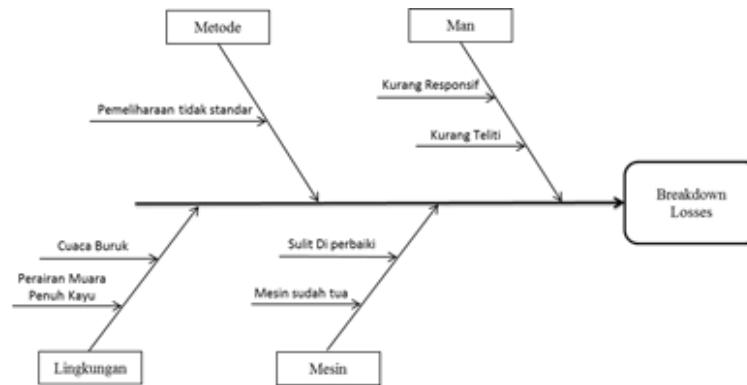 Metode
Man
Kurang Responsif
Pemeliharaan tidak standar
Kurang Teliti
Breakdown
Losses
Cuaca Buruk
Sulit Di perbaiki
Perairan Muara
Penuh Kayu
Mesin sudah tua
Lingkungan
Mesin